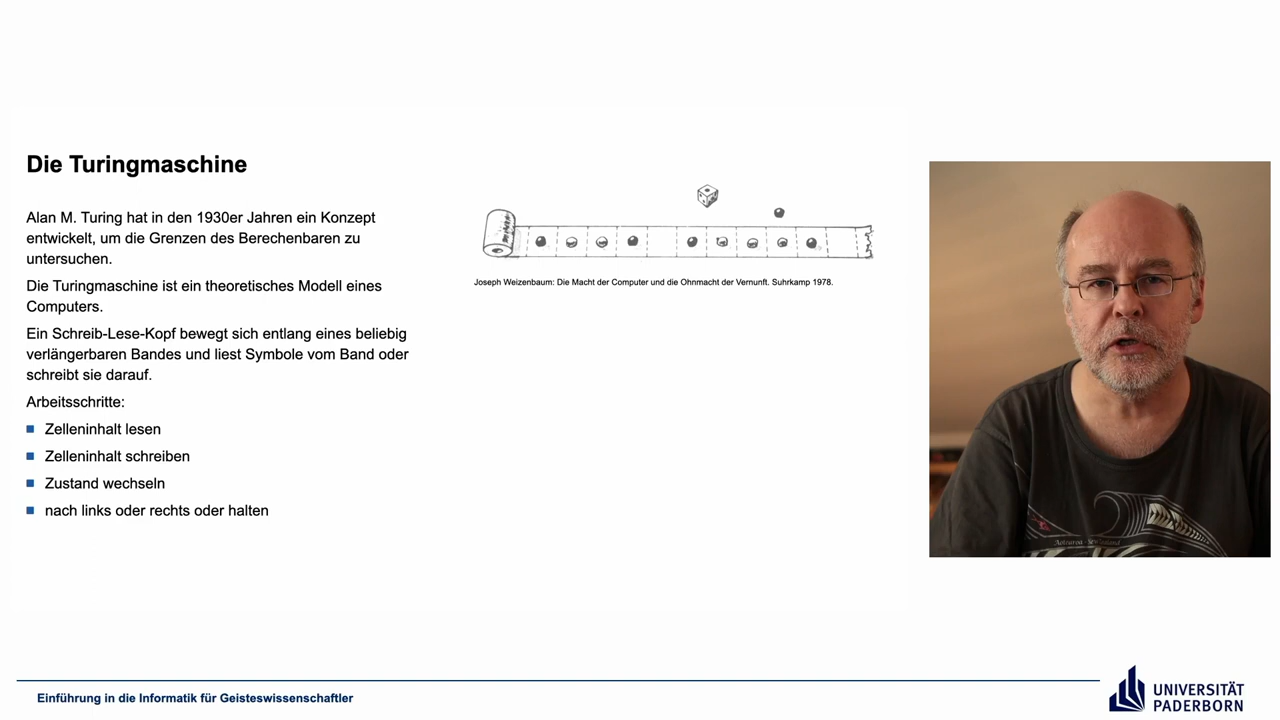 Die Turingmaschine
Alan M. Turing hat in den 1930er Jahren ein Konzept
entwickelt, um die Grenzen des Berechenbaren zu
untersuchen.
Die Turingmaschine ist ein theoretisches Modell eines
Computers.
Ein Schreib-Lese-Kopf bewegt sich entlang eines beliebig
verlängerbaren Bandes und liest Symbole vom Band oder
schreibt sie darauf.
Arbeitsschritte:
Zelleninhalt lesen
Zelleninhalt schreiben
Zustand wechseln
nach links oder rechts oder halten
Joseph Weizenbaum: Die Macht der Computer und die Ohnmacht der Vernunft. Suhrkamp 1978.
Aotearoa - New Zealand
Einführung in die Informatik für Geisteswissenschaftler
UNIVERSITÄT
PADERBORN